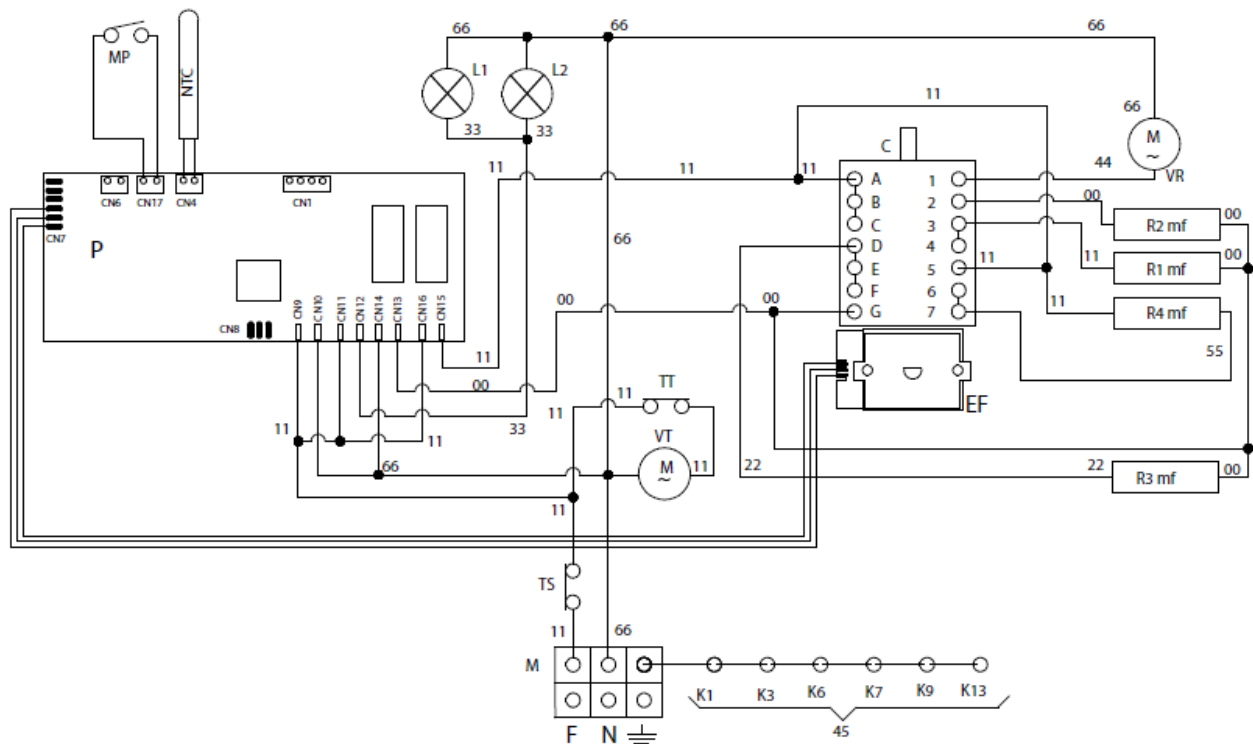 66 66 66
MP
NTC
L1 L2
11
33 33
66
M
~
VR
C
44
11 11 11
A 1
B 2 00
C 3
D 4
E 5 11
F 6
G 7
R2 mf 00
11 R1 mf 00
11 R4 mf
55
CN6 CN17 CN4 CN1
CN7
P
66
CN9 CN10 CN11 CN12 CN14 CN13 CN16 CN15
CN8
00 00
11
00
EF
11 TT
11
33
VT
11 11
M
~
11
66
22 22 R3 mf 00
11
TS
11 66
M
K1 K3 K6 K7 K9 K13
45
F N